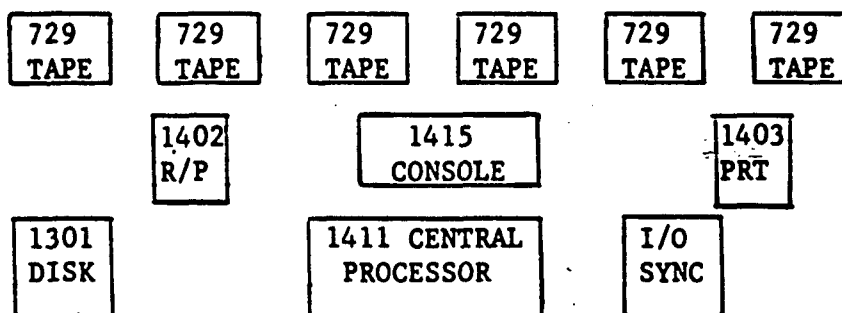 729 729 729 729 729 729
TAPE TAPE TAPE TAPE TAPE TAPE
1402 1415 1403
R/P CONSOLE PRT
1301 1411 CENTRAL I/O
DISK PROCESSOR SYNC